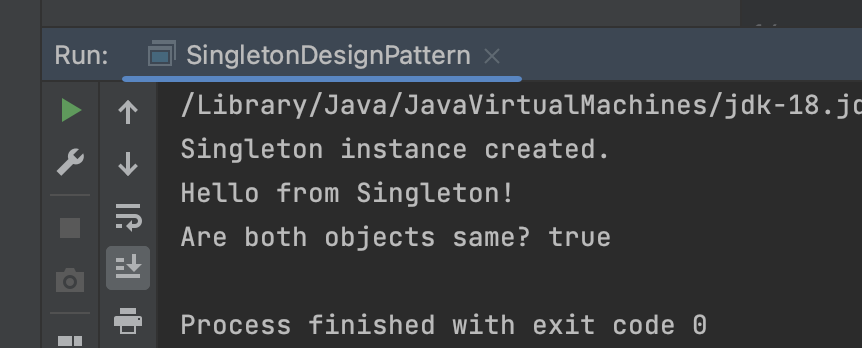 Run: SingletonDesignPattern
/Library/Java/JavaVirtualMachines/jdk-18.jd
Singleton instance created.
Hello from Singleton!
Are both objects same? true
Process finished with exit code 0